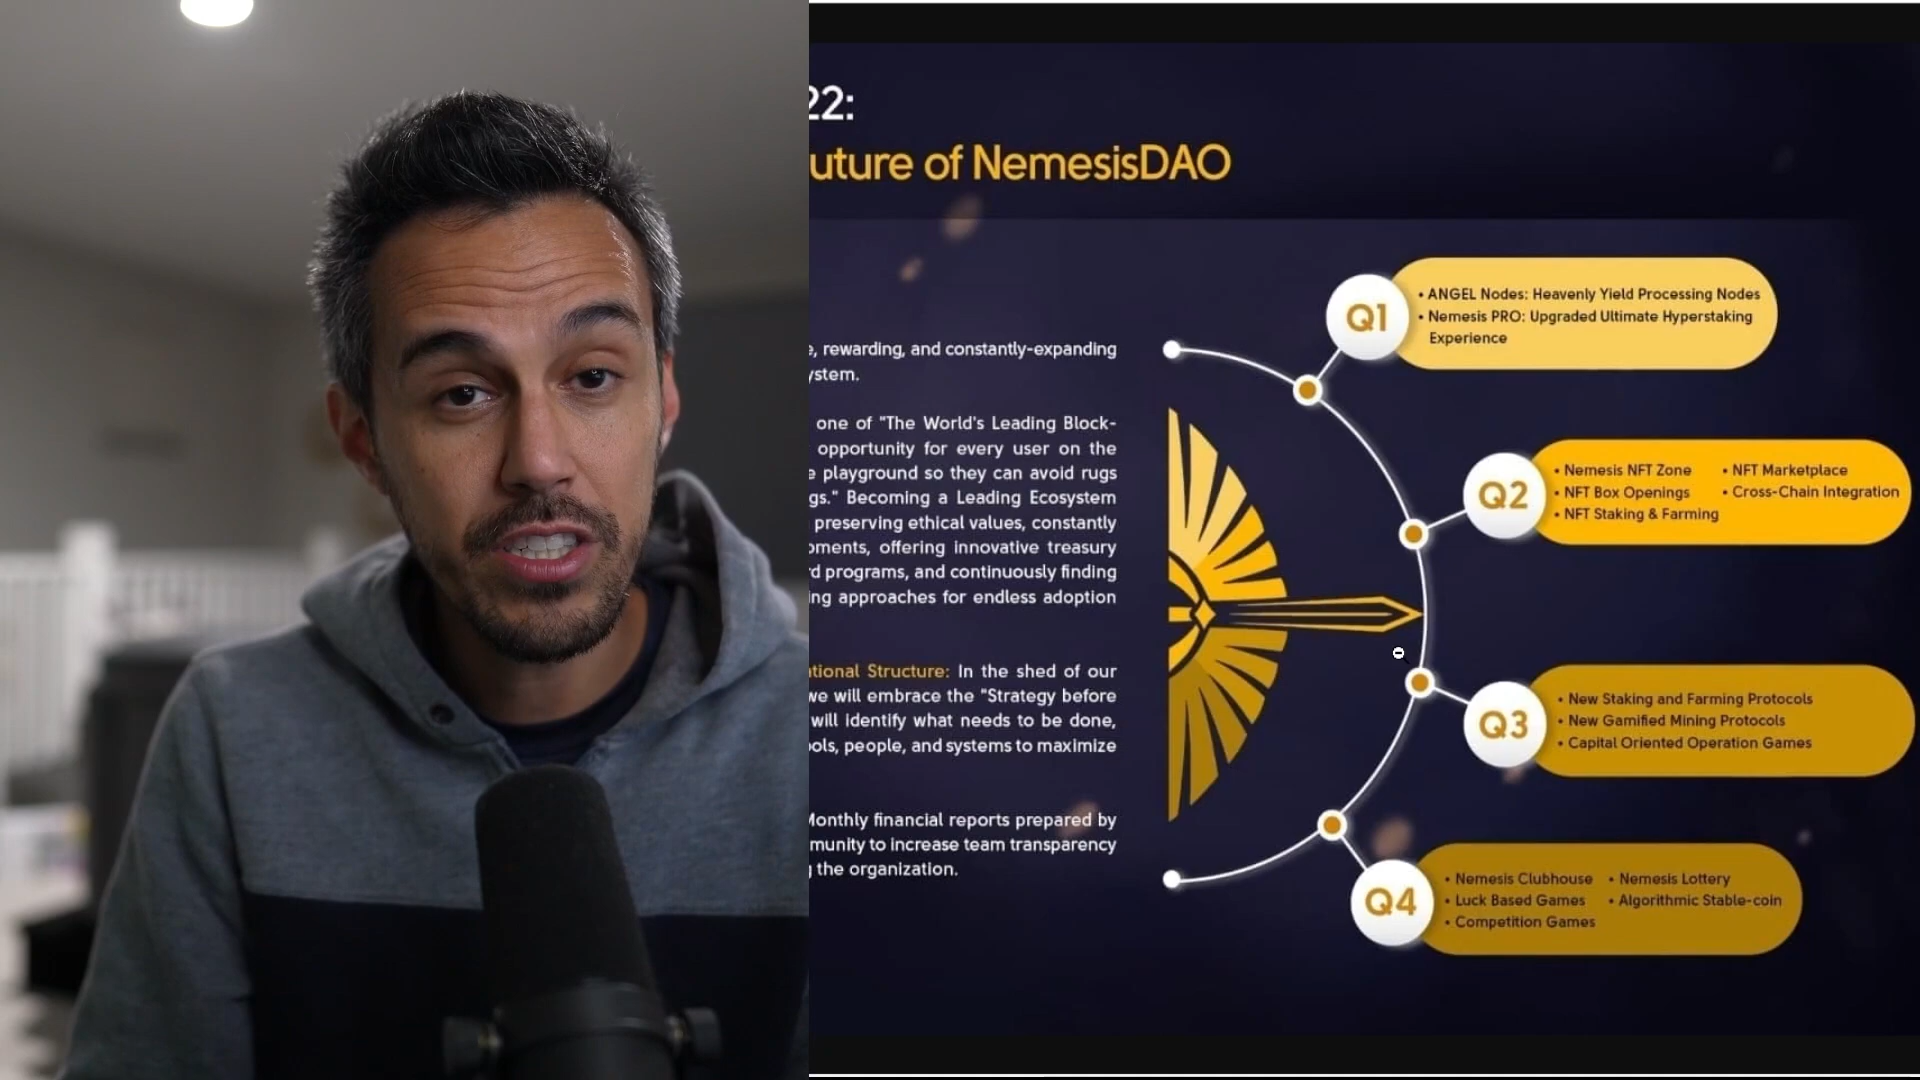 22:
uture of NemesisDAO
, rewarding, and constantly-expanding
ystem.
one of "The World's Leading Block-
opportunity for every user on the
playground so they can avoid rugs
gs." Becoming a Leading Ecosystem
preserving ethical values, constantly
pments, offering innovative treasury
rd programs, and continuously finding
ing approaches for endless adoption
ational Structure: In the shed of our
we will embrace the "Strategy before
will identify what needs to be done,
ools, people, and systems to maximize
Monthly financial reports prepared by
munity to increase team transparency
the organization.
Q1
• ANGEL Nodes: Heavenly Yield Processing Nodes
• Nemesis PRO: Upgraded Ultimate Hyperstaking
Experience
Q2
• Nemesis NFT Zone • NFT Marketplace
• NFT Box Openings • Cross-Chain Integration
• NFT Staking & Farming
Q3
• New Staking and Farming Protocols
• New Gamified Mining Protocols
• Capital Oriented Operation Games
Q4
• Nemesis Clubhouse • Nemesis Lottery
• Luck Based Games • Algorithmic Stable-coin
• Competition Games